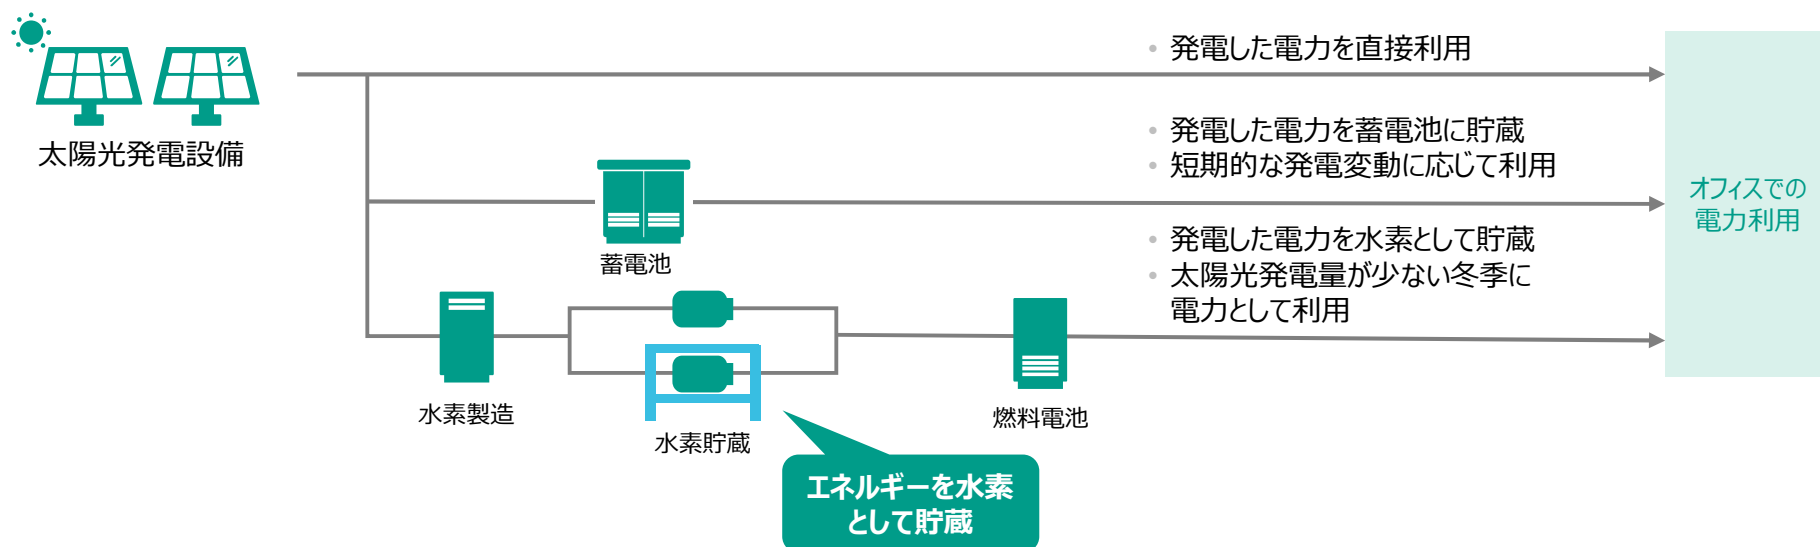 太陽光発電設備
• 発電した電力を直接利用
• 発電した電力を蓄電池に貯蔵
• 短期的な発電変動に応じて利用
蓄電池
• 発電した電力を水素として貯蔵
• 太陽光発電量が少ない冬季に
電力として利用
水素製造
水素貯蔵
燃料電池
エネルギーを水素
として貯蔵
オフィスでの
電力利用